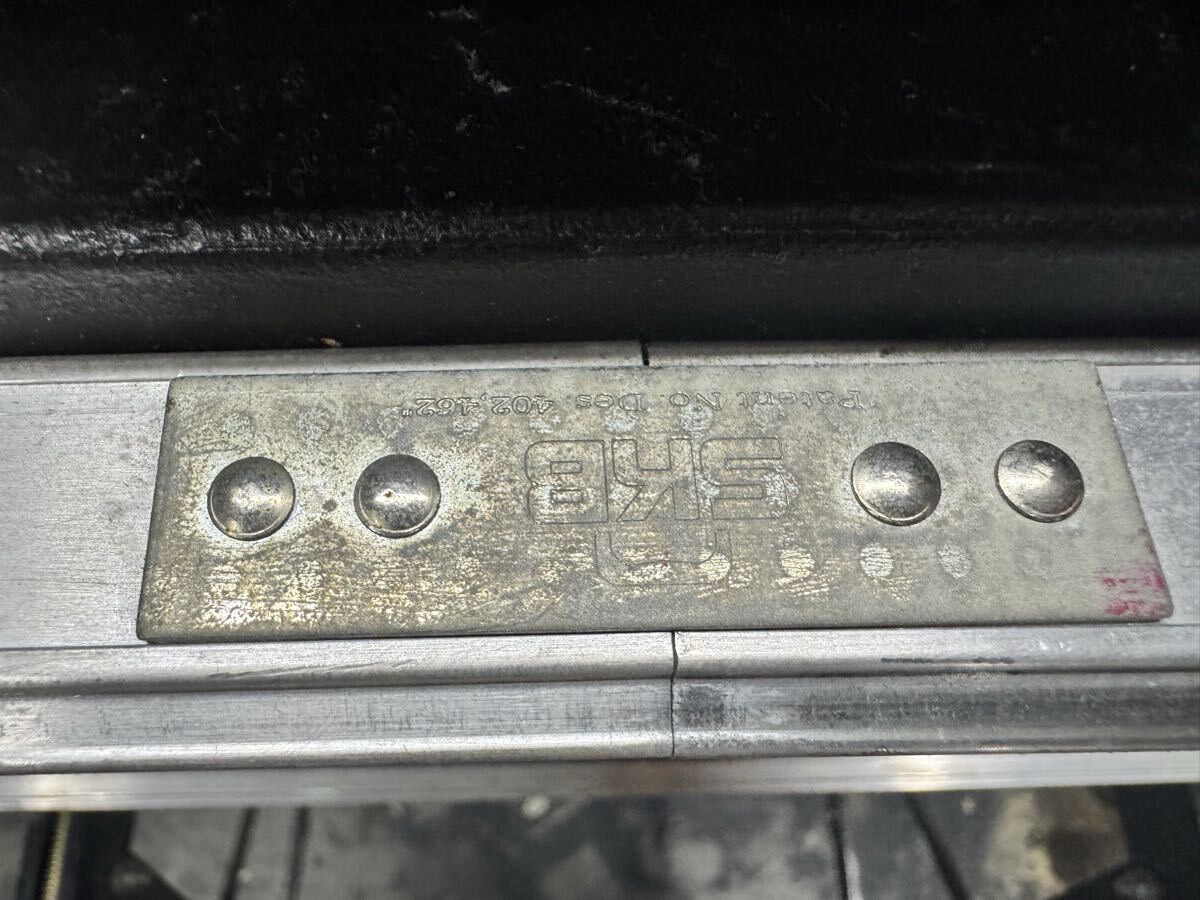 SKB
Patent No. Des. 402,462"